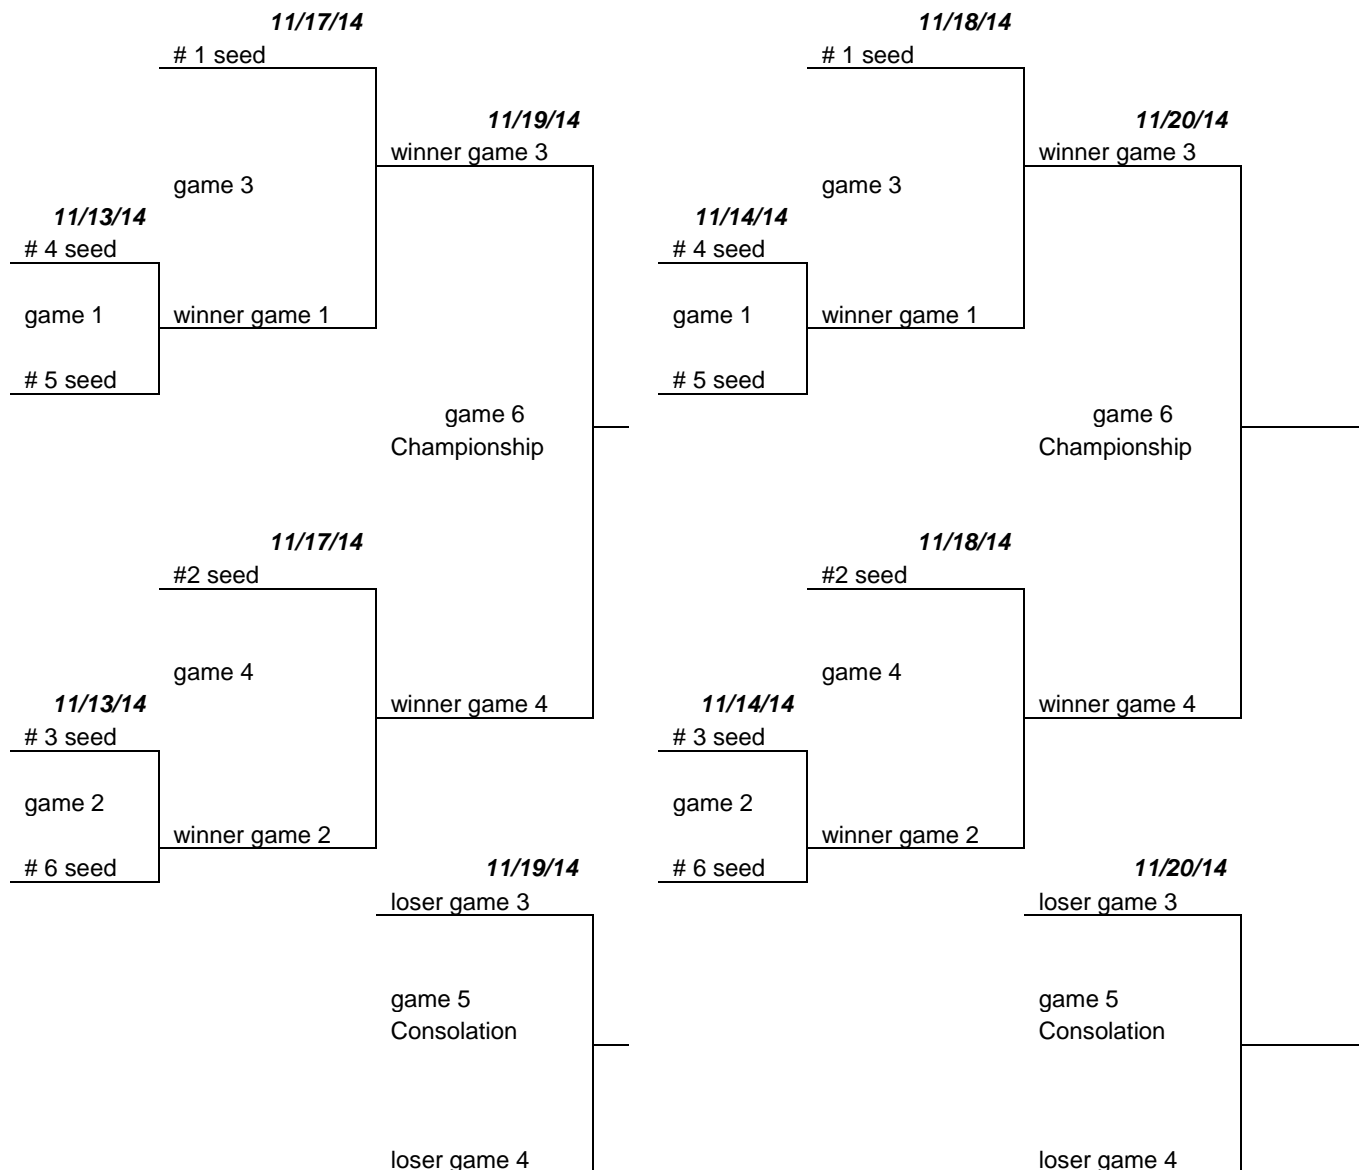 11/17/14
# 1 seed
11/19/14
winner game 3
game 3
11/13/14
# 4 seed
game 1
winner game 1
# 5 seed
game 6
Championship
11/17/14
#2 seed
game 4
11/13/14
winner game 4
# 3 seed
game 2
winner game 2
# 6 seed
11/19/14
loser game 3
game 5
Consolation
loser game 4
11/18/14
# 1 seed
11/20/14
winner game 3
game 3
11/14/14
# 4 seed
game 1
winner game 1
# 5 seed
game 6
Championship
11/18/14
#2 seed
game 4
11/14/14
winner game 4
# 3 seed
game 2
winner game 2
# 6 seed
11/20/14
loser game 3
game 5
Consolation
loser game 4